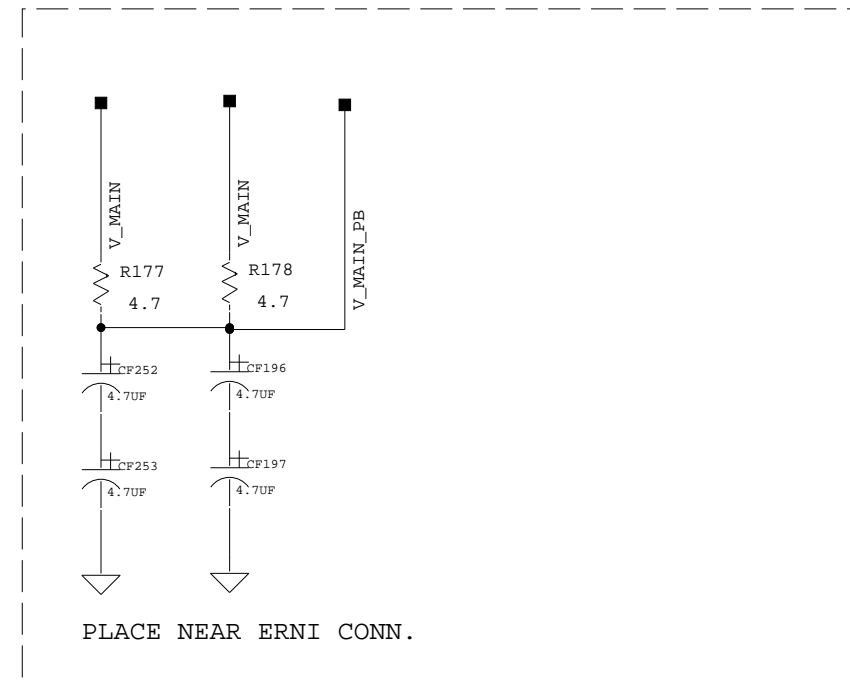 V_MAIN
V_MAIN
V_MAIN_PB
R177
4.7
R178
4.7
CF252
4.7UF
CF196
4.7UF
CF253
4.7UF
CF197
4.7UF
PLACE NEAR ERNI CONN.